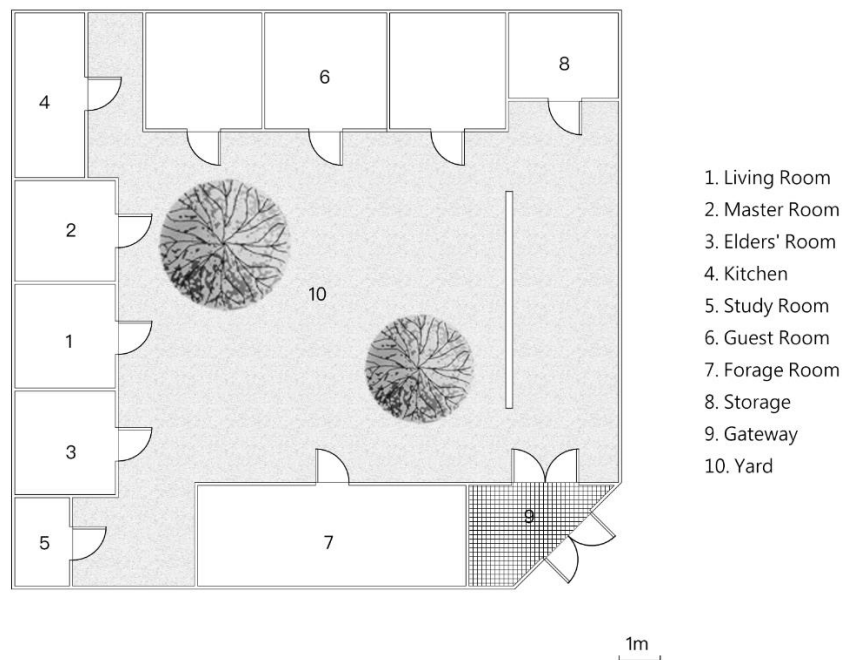 6
8
4
2
10
1
3
9
5
7
1. Living Room
2. Master Room
3. Elders' Room
4. Kitchen
5. Study Room
6. Guest Room
7. Forage Room
8. Storage
9. Gateway
10. Yard
1m